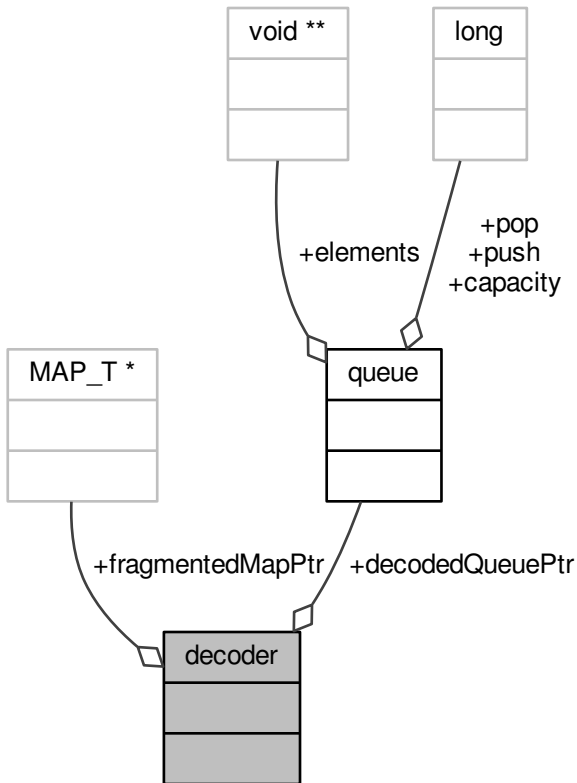 void **
long
+elements
+pop
+push
+capacity
MAP_T *
queue
+fragmentedMapPtr
+decodedQueuePtr
decoder